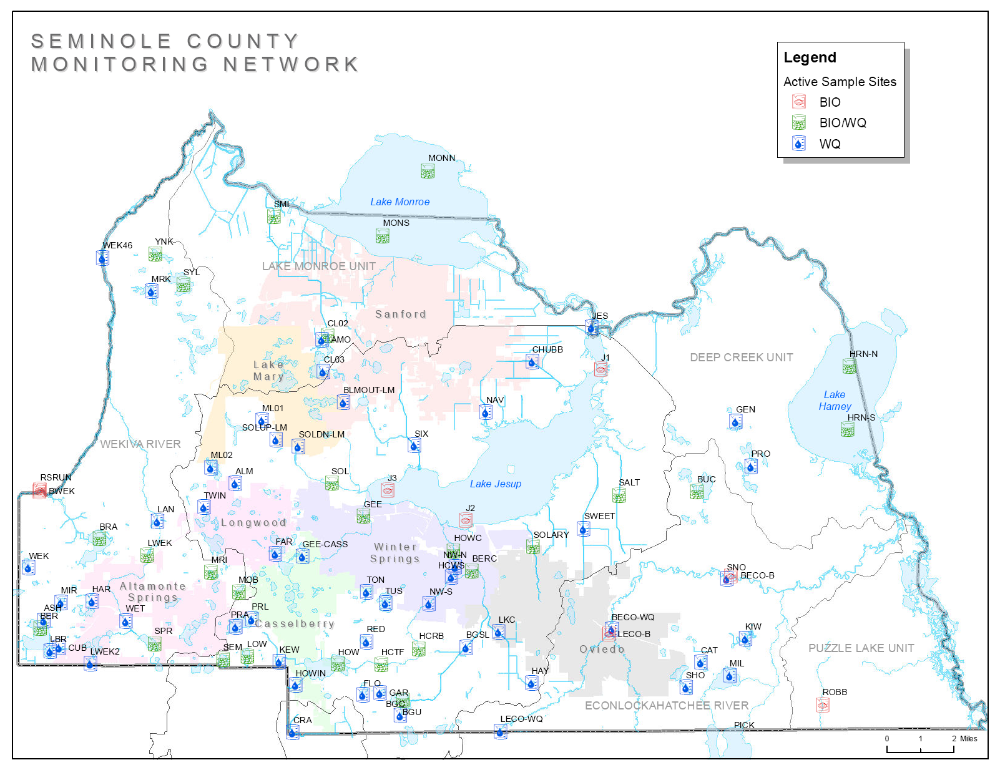 SEMINOLE COUNTY
MONITORING NETWORK
Legend
Active Sample Sites
BIO
BIO/WQ
WQ
MONN
Lake Monroe
SMI
MONS
WEK46
YNK
LAKE MONROE UNIT
SYL
MRK
Sanford
JES
CL02
AMO
CHUBB
J1
DEEP CREEK UNIT
HRN-N
CL03
Lake
Mary
BLMOUT-LM
NAV
Lake
Harney
ML01
GEN
HRN-S
SOLUP-LM
SOLDN-LM
SIX
WEKIVA RIVER
ML02
PRO
ALM
SOL
J3
Lake Jesup
SALT
BUC
RSRUN
BWEK
TWIN
GEE
J2
LAN
Longwood
SWEET
BRA
SOLARY
LWEK
FAR
GEE-CASS
HOWC
Winter
Springs
WEK
MRI
NW-N
BERC
HCWS
SNO
BECO-B
MOB
Altamonte
Springs
MIR
HAR
TON
TUS
NW-S
ASH
BER
WET
PRL
PRA
Casselberry
BECO-WQ
LECO-B
LKC
KIW
SPR
RED
HCRB
BGSL
LBR
CUB
LWEK2
SEM
LOW
KEW
HOW
HCTF
Oviedo
CAT
PUZZLE LAKE UNIT
HOWIN
HAY
SHO
MIL
FLO
GAR
BGC
BGU
ROBB
ECONLOCKAHATCHEE RIVER
CRA
LECO-WQ
PICK
0 1 2 Miles